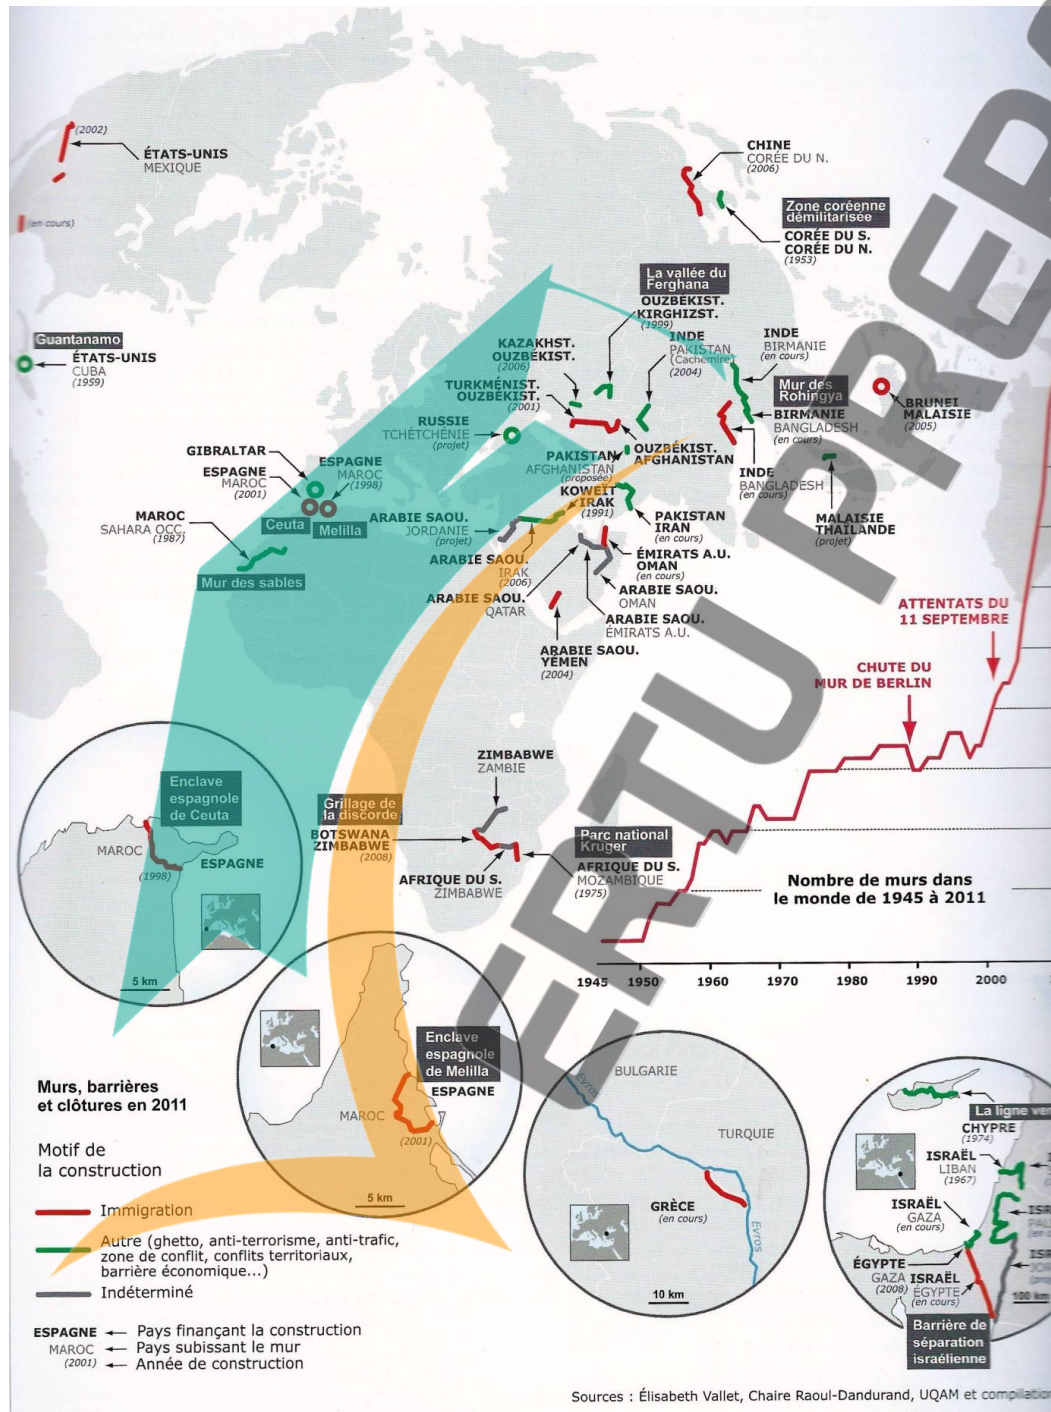 (2002)
ÉTATS-UNIS
MEXIQUE
(en cours)
CHINE
CORÉE DU N.
(2006)
Zone coréenne
démilitarisée
CORÉE DU S.
CORÉE DU N.
(1953)
La vallée du
Ferghana
OUZBÉKIST.
KIRGHIZST.
(1999)
Guantanamo
ÉTATS-UNIS
CUBA
(1959)
KAZAKHST.
OUZBÉKIST.
(2006)
INDE
PAKISTAN
(Cachemire)
(2004)
INDE
BIRMANIE
(en cours)
TURKMÉNIST.
OUZBÉKIST.
(2001)
Mur des
Rohingya
BIRMANIE
BANGLADESH
(en cours)
BRUNEI
MALAISIE
(2005)
RUSSIE
TCHÉTCHÉNIE
(projet)
OUZBÉKIST.
AFGHANISTAN
PAKISTAN
AFGHANISTAN
(proposée)
INDE
BANGLADESH
(en cours)
GIBRALTAR
ESPAGNE
MAROC
(2001)
ESPAGNE
MAROC
(1998)
Ceuta
Melilla
KOWEÏT
IRAK
(1991)
MAROC
SAHARA OCC.
(1987)
Mur des sables
ARABIE SAOU.
JORDANIE
(projet)
PAKISTAN
IRAN
(en cours)
MALAISIE
THAÏLANDE
(projet)
ARABIE SAOU.
IRAK
(2006)
ÉMIRATS A.U.
OMAN
(en cours)
ARABIE SAOU.
QATAR
ARABIE SAOU.
OMAN
ARABIE SAOU.
ÉMIRATS A.U.
ARABIE SAOU.
YÉMEN
(2004)
ATTENTATS DU
11 SEPTEMBRE
CHUTE DU
MUR DE BERLIN
ZIMBABWE
ZAMBIE
Grillage de
la discorde
BOTSWANA
ZIMBABWE
(2008)
AFRIQUE DU S.
ZIMBABWE
Parc national
Kruger
AFRIQUE DU S.
MOZAMBIQUE
(1975)
Nombre de murs dans
le monde de 1945 à 2011
1945 1950 1960 1970 1980 1990 2000
Enclave
espagnole
de Ceuta
MAROC
ESPAGNE
(1998)
5 km
Enclave
espagnole
de Melilla
ESPAGNE
MAROC
(2001)
5 km
BULGARIE
Evros
TURQUIE
GRÈCE
(en cours)
Evros
10 km
La ligne ver
CHYPRE
(1974)
ISRAËL
LIBAN
(1967)
ISRAËL
GAZA
(en cours)
ÉGYPTE
GAZA
(2008)
ISRAËL
ÉGYPTE
(en cours)
100 km
Barrière de
séparation
israélienne
Murs, barrières
et clôtures en 2011
Motif de
la construction
Immigration
Autre (ghetto, anti-terrorisme, anti-trafic,
zone de conflit, conflits territoriaux,
barrière économique...)
Indéterminé
ESPAGNE Pays finançant la construction
MAROC Pays subissant le mur
(2001) Année de construction
Sources : Élisabeth Vallet, Chaire Raoul-Dandurand, UQAM et compilation
ERTU PRED